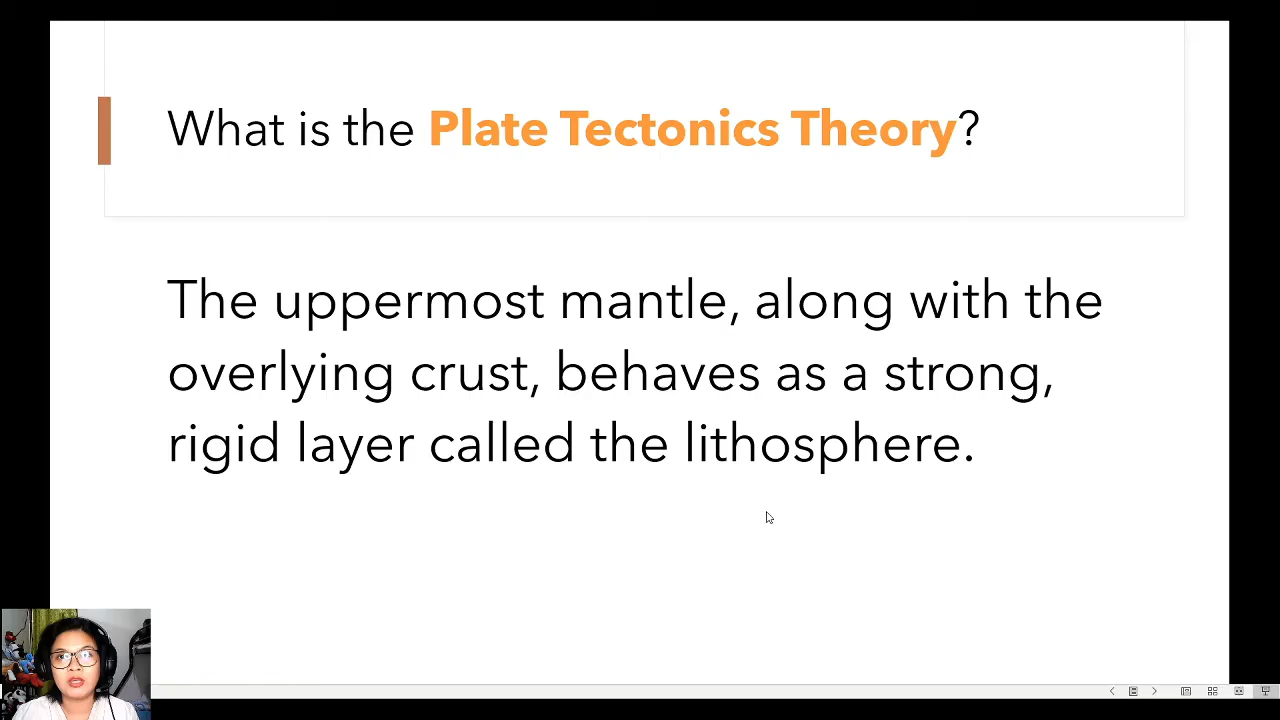 What is the Plate Tectonics Theory?
The uppermost mantle, along with the
overlying crust, behaves as a strong,
rigid layer called the lithosphere.